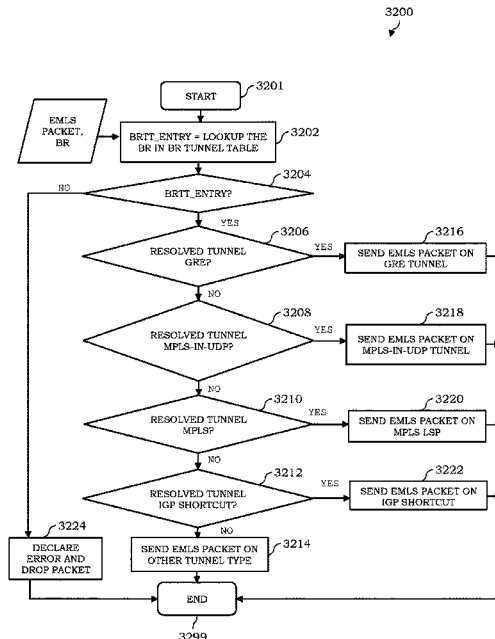 3200
START
3201
EMLS
PACKET,
BR
BRTT_ENTRY = LOOKUP THE
BR IN BR TUNNEL TABLE
3202
3204
NO
BRTT_ENTRY?
YES
3206
RESOLVED TUNNEL
GRE?
YES
3216
SEND EMLS PACKET ON
GRE TUNNEL
NO
3208
RESOLVED TUNNEL
MPLS-IN-UDP?
YES
3218
SEND EMLS PACKET ON
MPLS-IN-UDP TUNNEL
NO
3210
RESOLVED TUNNEL
MPLS?
YES
3220
SEND EMLS PACKET ON
MPLS LSP
NO
3212
RESOLVED TUNNEL
IGP SHORTCUT?
YES
3222
SEND EMLS PACKET ON
IGP SHORTCUT
NO
3214
SEND EMLS PACKET ON
OTHER TUNNEL TYPE
3224
DECLARE
ERROR AND
DROP PACKET
END
3299